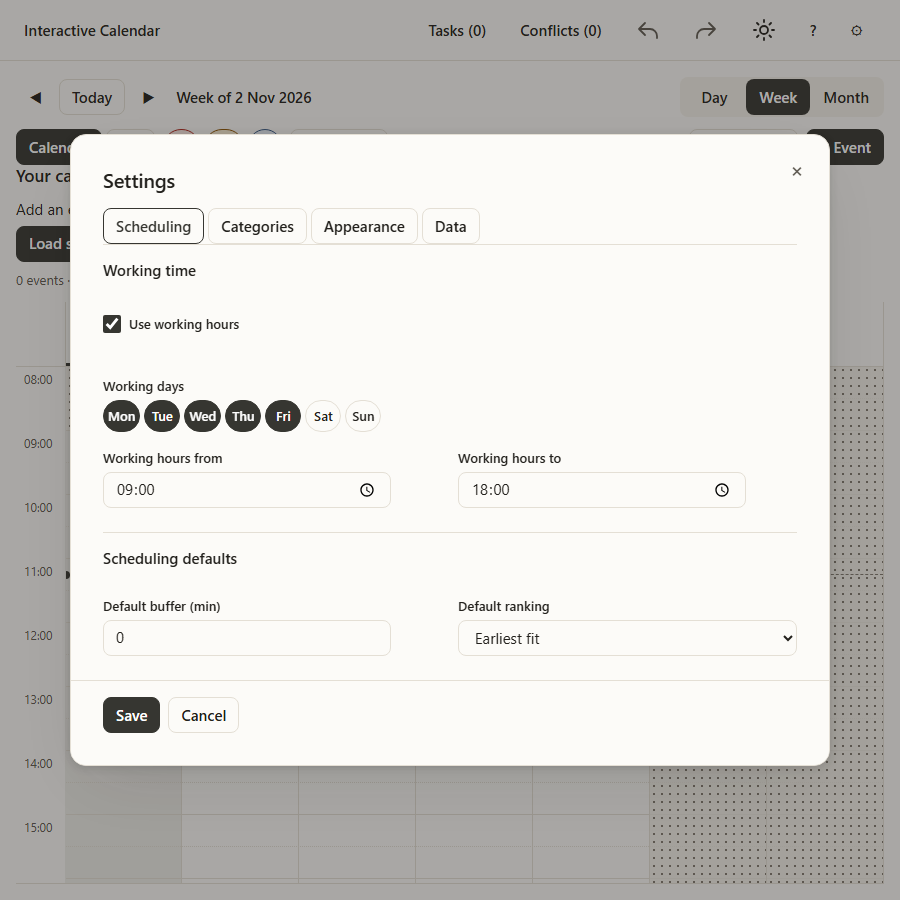 Interactive Calendar Tasks (0) Conflicts (0) ?
Today Week of 2 Nov 2026 Day Week Month
Event
Your ca
Add an
Load s
0 events
Settings ×
Scheduling Categories Appearance Data
Working time
Use working hours
Working days
Mon Tue Wed Thu Fri Sat Sun
Working hours from Working hours to
09:00 18:00
Scheduling defaults
Default buffer (min) Default ranking
0 Earliest fit
Save Cancel
08:00
09:00
10:00
11:00
12:00
13:00
14:00
15:00